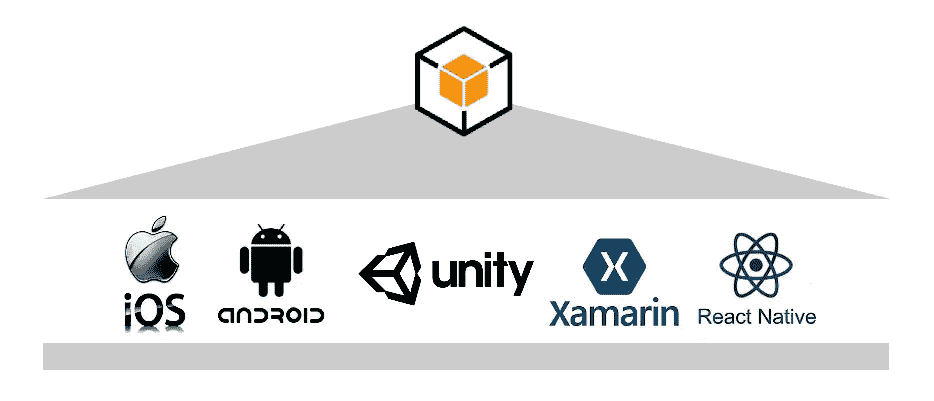 iOS
ANDROID
unity
X
Xamarin
React Native